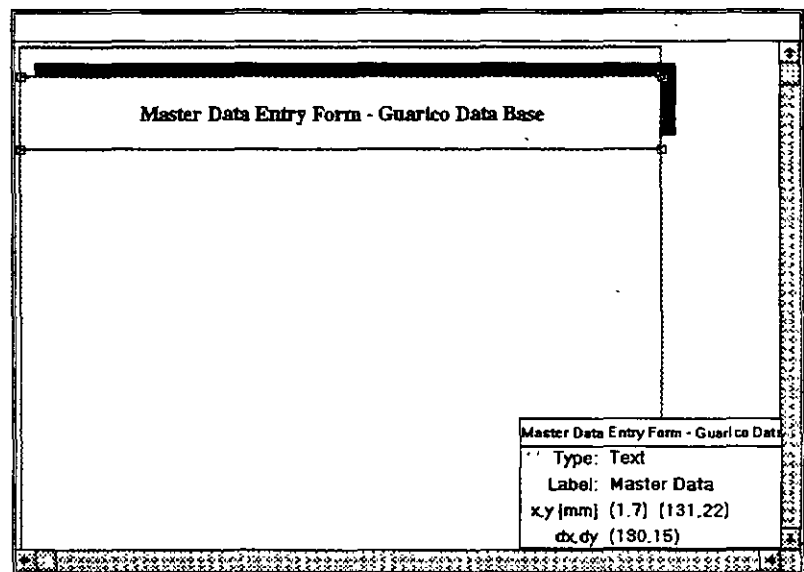 Master Data Entry Form - Guarico Data Base
Master Data Entry Form - Guarico Data
Type: Text
Label: Master Data
x,y [mm] (1,7) (131,22)
dx,dy (130,15)